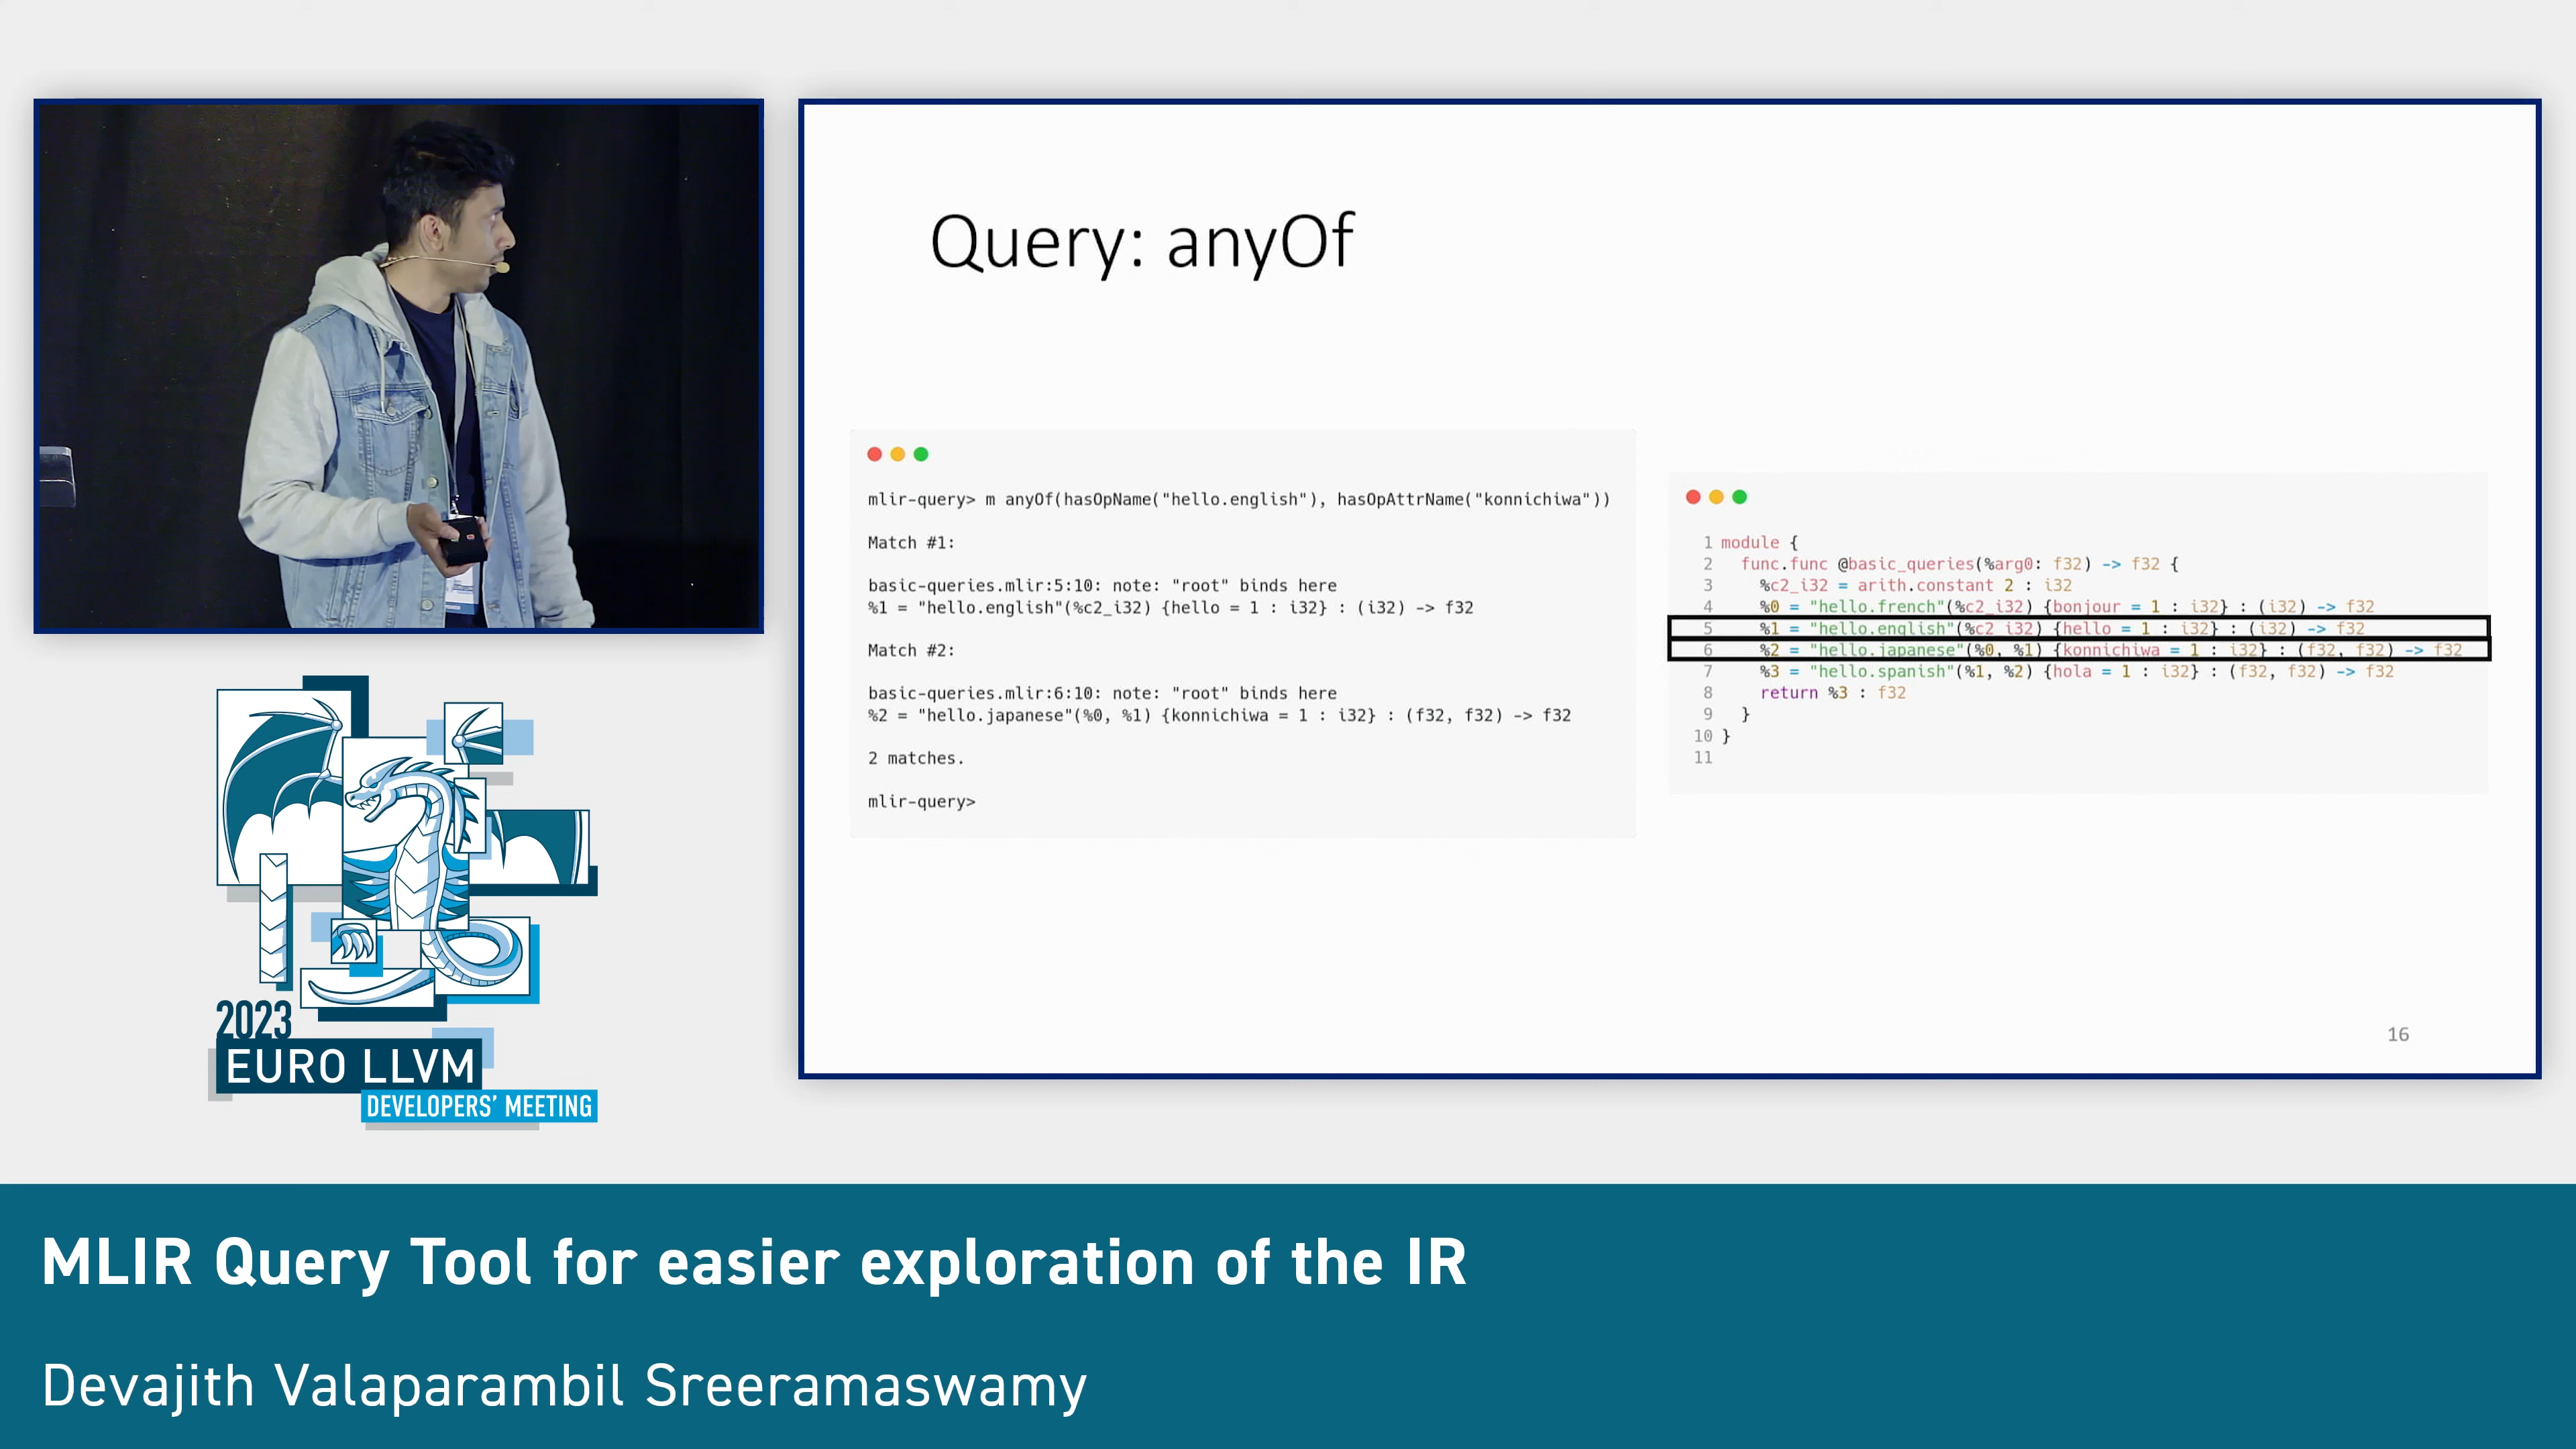 Query: anyOf
mlir-query> m anyOf(hasOpName("hello.english"), hasOpAttrName("konnichiwa"))
Match #1:
basic-queries.mlir:5:10: note: "root" binds here
%1 = "hello.english"(%c2_i32) {hello = 1 : i32} : (i32) -> f32
Match #2:
basic-queries.mlir:6:10: note: "root" binds here
%2 = "hello.japanese"(%0, %1) {konnichiwa = 1 : i32} : (f32, f32) -> f32
2 matches.
mlir-query>
1 module {
2 func.func @basic_queries(%arg0: f32) -> f32 {
3 %c2_i32 = arith.constant 2 : i32
4 %0 = "hello.french"(%c2_i32) {bonjour = 1 : i32} : (i32) -> f32
5 %1 = "hello.english"(%c2_i32) {hello = 1 : i32} : (i32) -> f32
6 %2 = "hello.japanese"(%0, %1) {konnichiwa = 1 : i32} : (f32, f32) -> f32
7 %3 = "hello.spanish"(%1, %2) {hola = 1 : i32} : (f32, f32) -> f32
8 return %3 : f32
9 }
10 }
11
16
2023
EURO LLVM
DEVELOPERS' MEETING
MLIR Query Tool for easier exploration of the IR
Devajith Valaparambil Sreeramaswamy